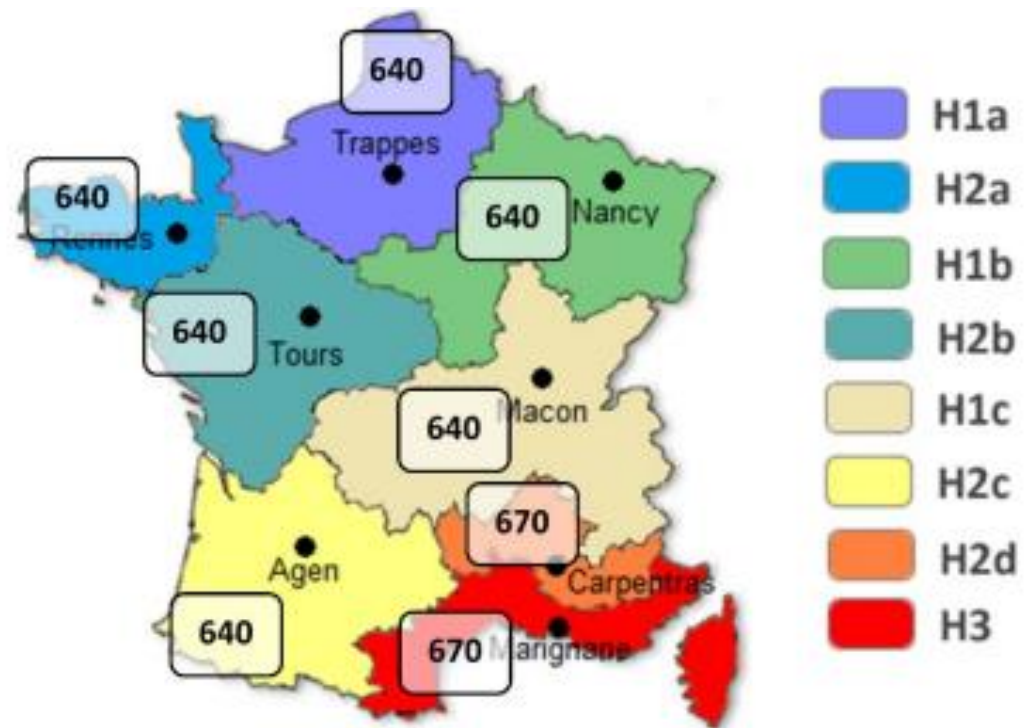 640
Trappes
640
Rennes
640
Nancy
640
Tours
640
Macon
670
Agen
Carpentras
640
670
Marignane
H1a
H2a
H1b
H2b
H1c
H2c
H2d
H3